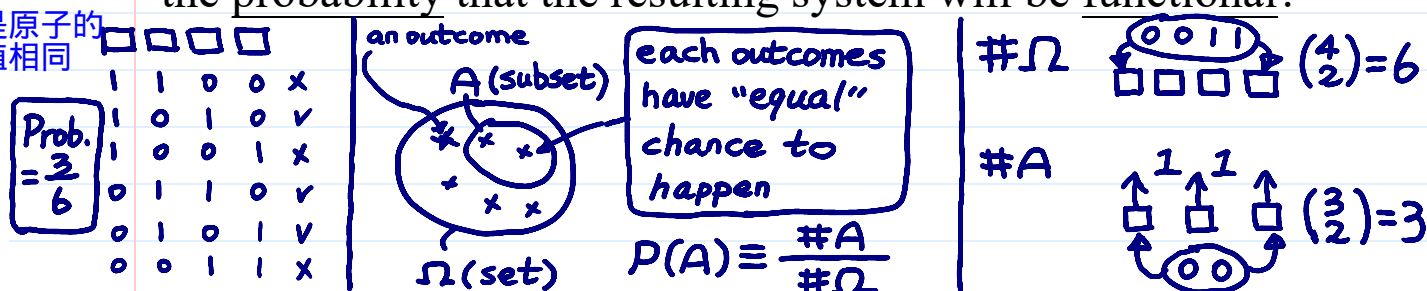 the probability that the resulting system will be functional.
是原子的
值相同
□ □ □ □
1 1 0 0 x
1 0 1 0 v
1 0 0 1 x
0 1 1 0 v
0 1 0 1 v
0 0 1 1 x
Prob.
= 3/6
an outcome
A (subset)
Ω (set)
each outcomes
have "equal"
chance to
happen
P(A) ≡ #A/#Ω
#Ω
0 0 1 1
□ □ □ □
(4 2) = 6
#A
1 1
□ □ □
(3 2) = 3
0 0